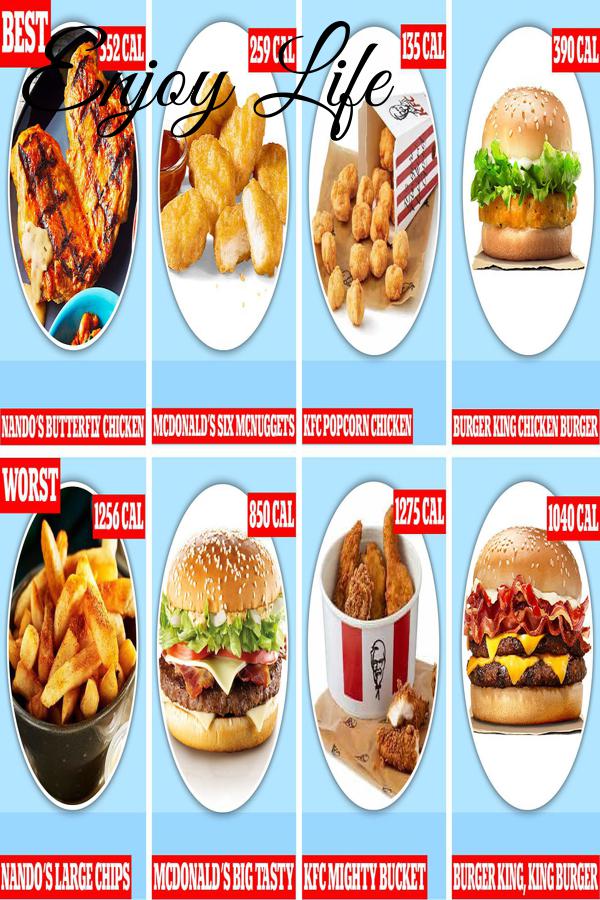 BEST
Enjoy Life
352 CAL
259 CAL
135 CAL
390 CAL
NANDO'S BUTTERFLY CHICKEN
MCDONALD'S SIX MCNUGGETS
KFC POPCORN CHICKEN
BURGER KING CHICKEN BURGER
WORST
1256 CAL
850 CAL
1275 CAL
1040 CAL
NANDO'S LARGE CHIPS
MCDONALD'S BIG TASTY
KFC MIGHTY BUCKET
BURGER KING, KING BURGER